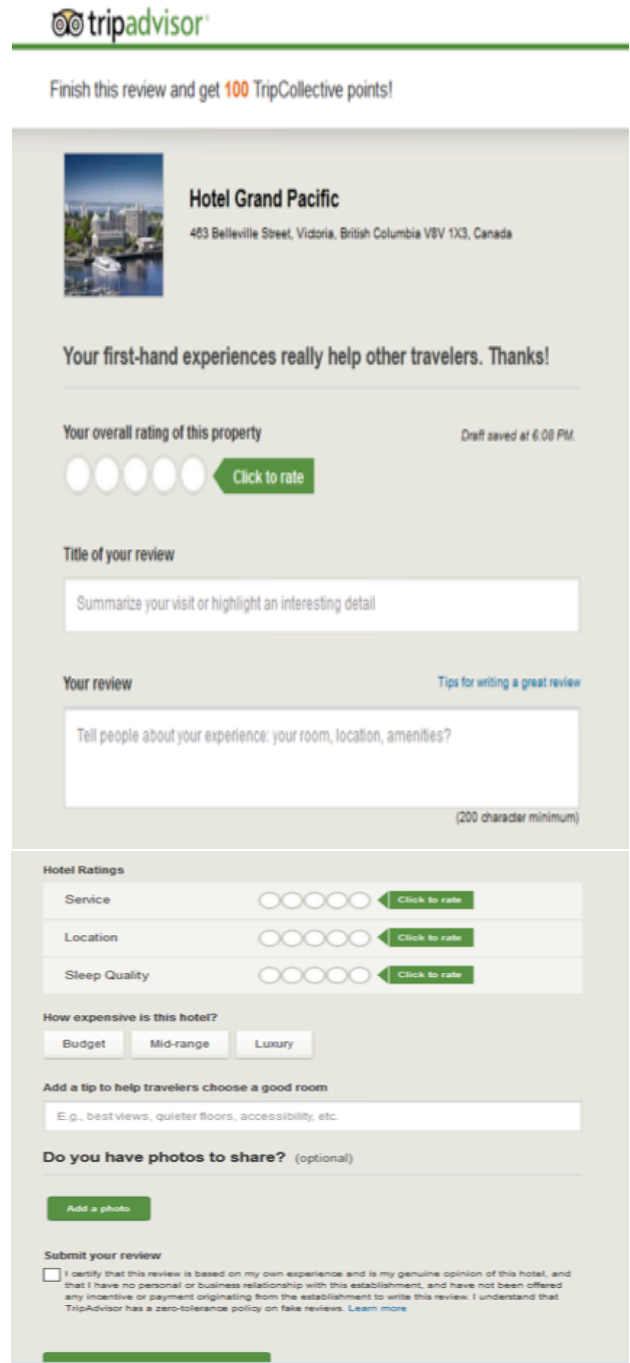 tripadvisor
Finish this review and get 100 TripCollective points!
Hotel Grand Pacific
463 Belleville Street, Victoria, British Columbia V8V 1X3, Canada
Your first-hand experiences really help other travelers. Thanks!
Your overall rating of this property
Draft saved at 6:08 PM.
Click to rate
Title of your review
Summarize your visit or highlight an interesting detail
Your review
Tips for writing a great review
Tell people about your experience: your room, location, amenities?
(200 character minimum)
Hotel Ratings
Service
Click to rate
Location
Click to rate
Sleep Quality
Click to rate
How expensive is this hotel?
Budget
Mid-range
Luxury
Add a tip to help travelers choose a good room
E.g., best views, quieter floors, accessibility, etc.
Do you have photos to share? (optional)
Add a photo
Submit your review
I certify that this review is based on my own experience and is my genuine opinion of this hotel, and
that I have no personal or business relationship with this establishment, and have not been offered
any incentive or payment originating from the establishment to write this review. I understand that
TripAdvisor has a zero-tolerance policy on fake reviews. Learn more